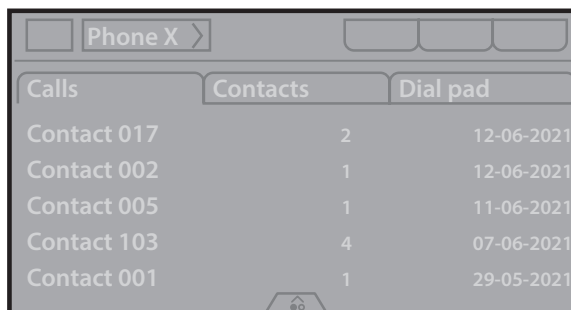 Phone X
Calls Contacts Dial pad
Contact 017 2 12-06-2021
Contact 002 1 12-06-2021
Contact 005 1 11-06-2021
Contact 103 4 07-06-2021
Contact 001 1 29-05-2021